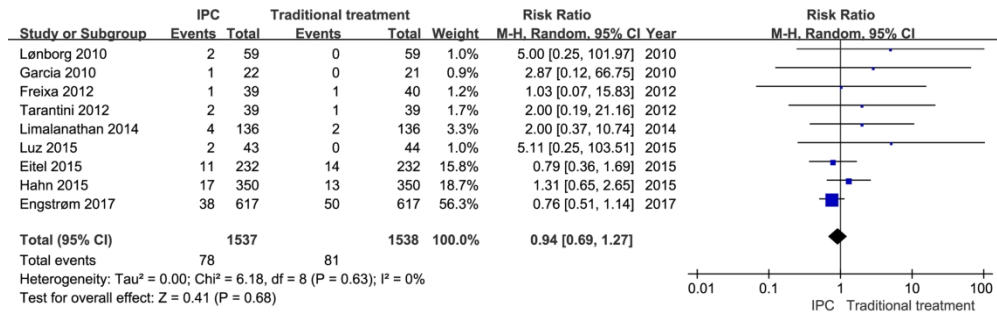 IPC Traditional treatment Risk Ratio Risk Ratio
Study or Subgroup Events Total Events Total Weight M-H. Random. 95% CI Year M-H. Random. 95% CI
Lønborg 2010 2 59 0 59 1.0% 5.00 [0.25, 101.97] 2010
Garcia 2010 1 22 0 21 1.0% 2.87 [0.12, 66.75] 2010
Freixa 2012 1 39 1 40 1.2% 1.03 [0.07, 15.83] 2012
Tarantini 2012 2 39 1 39 1.7% 2.00 [0.19, 21.16] 2012
Limalanathan 2014 4 136 2 136 3.3% 2.00 [0.37, 10.74] 2014
Luz 2015 2 43 0 44 1.0% 5.11 [0.25, 103.51] 2015
Eitel 2015 11 232 14 232 15.8% 0.79 [0.36, 1.69] 2015
Hahn 2015 17 350 13 350 18.7% 1.31 [0.65, 2.65] 2015
Engstrøm 2017 38 617 50 617 56.3% 0.76 [0.51, 1.14] 2017
Total (95% CI) 1537 1538 100.0% 0.94 [0.69, 1.27]
Total events 78 81
Heterogeneity: Tau² = 0.00; Chi² = 6.18, df = 8 (P = 0.63); I² = 0%
Test for overall effect: Z = 0.41 (P = 0.68)
0.01 0.1 1 10 100
IPC Traditional treatment